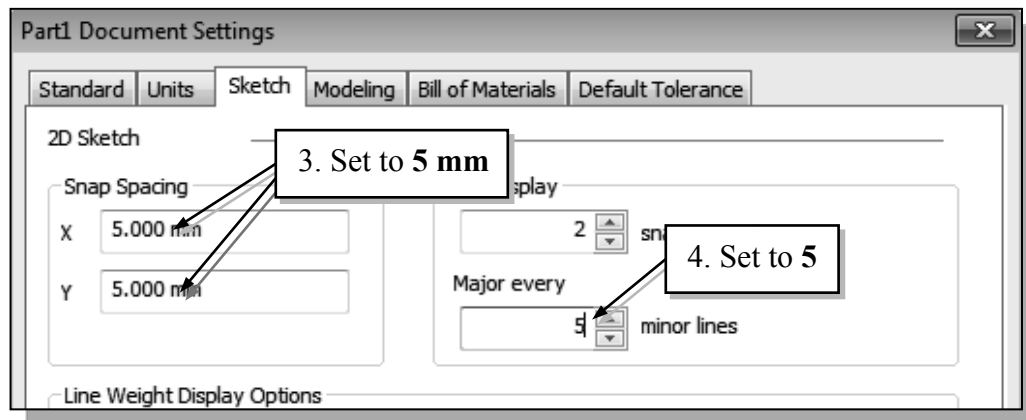 Part1 Document Settings
Standard Units Sketch Modeling Bill of Materials Default Tolerance
2D Sketch
3. Set to 5 mm
Snap Spacing
X 5.000 mm
2
4. Set to 5
Y 5.000 mm
Major every
5 minor lines
Line Weight Display Options